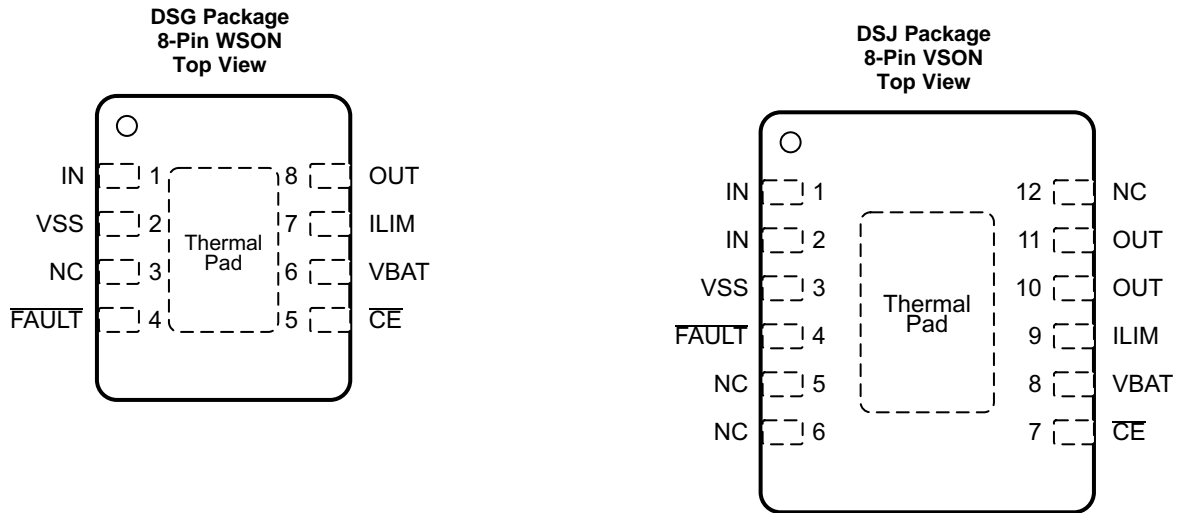 DSG Package
8-Pin WSON
Top View
IN 1 8 OUT
VSS 2 7 ILIM
NC 3 6 VBAT
FAULT 4 5 CE
Thermal
Pad
DSJ Package
8-Pin VSON
Top View
IN 1 12 NC
IN 2 11 OUT
VSS 3 10 OUT
FAULT 4 9 ILIM
NC 5 8 VBAT
NC 6 7 CE
Thermal
Pad